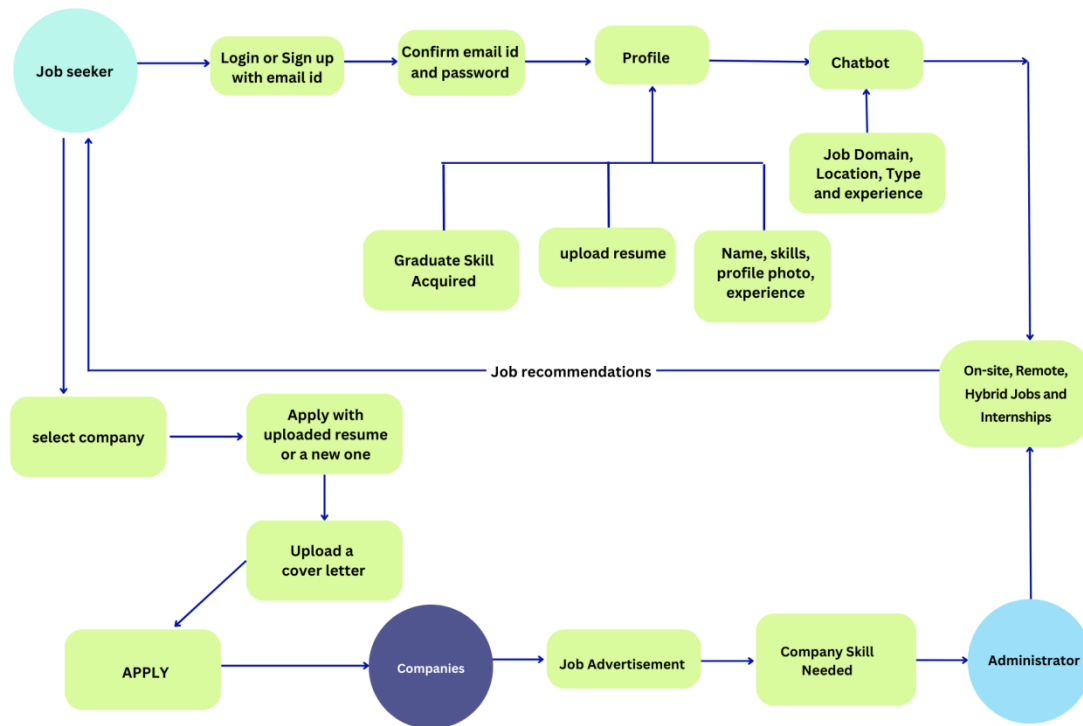 Job seeker
Login or Sign up
with email id
Confirm email id
and password
Profile
Chatbot
Job Domain,
Location, Type
and experience
Graduate Skill
Acquired
upload resume
Name, skills,
profile photo,
experience
Job recommendations
On-site, Remote,
Hybrid Jobs and
Internships
select company
Apply with
uploaded resume
or a new one
Upload a
cover letter
APPLY
Companies
Job Advertisement
Company Skill
Needed
Administrator